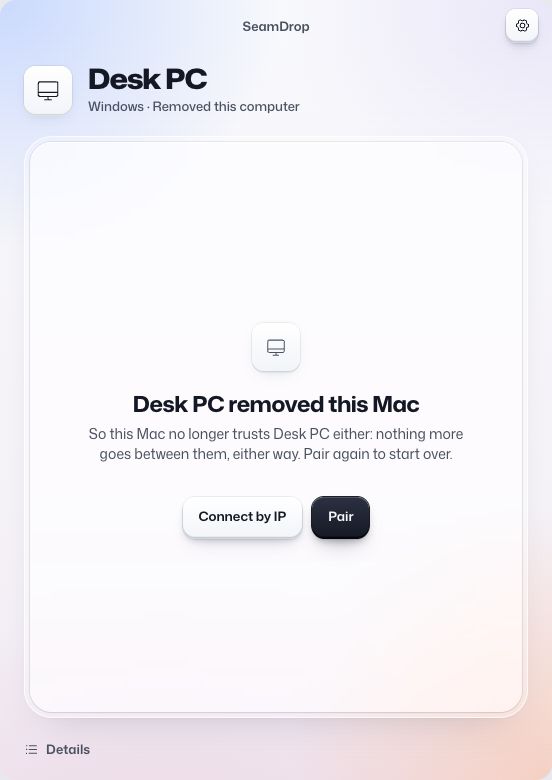 SeamDrop
Desk PC
Windows · Removed this computer
Desk PC removed this Mac
So this Mac no longer trusts Desk PC either: nothing more
goes between them, either way. Pair again to start over.
Connect by IP
Pair
Details